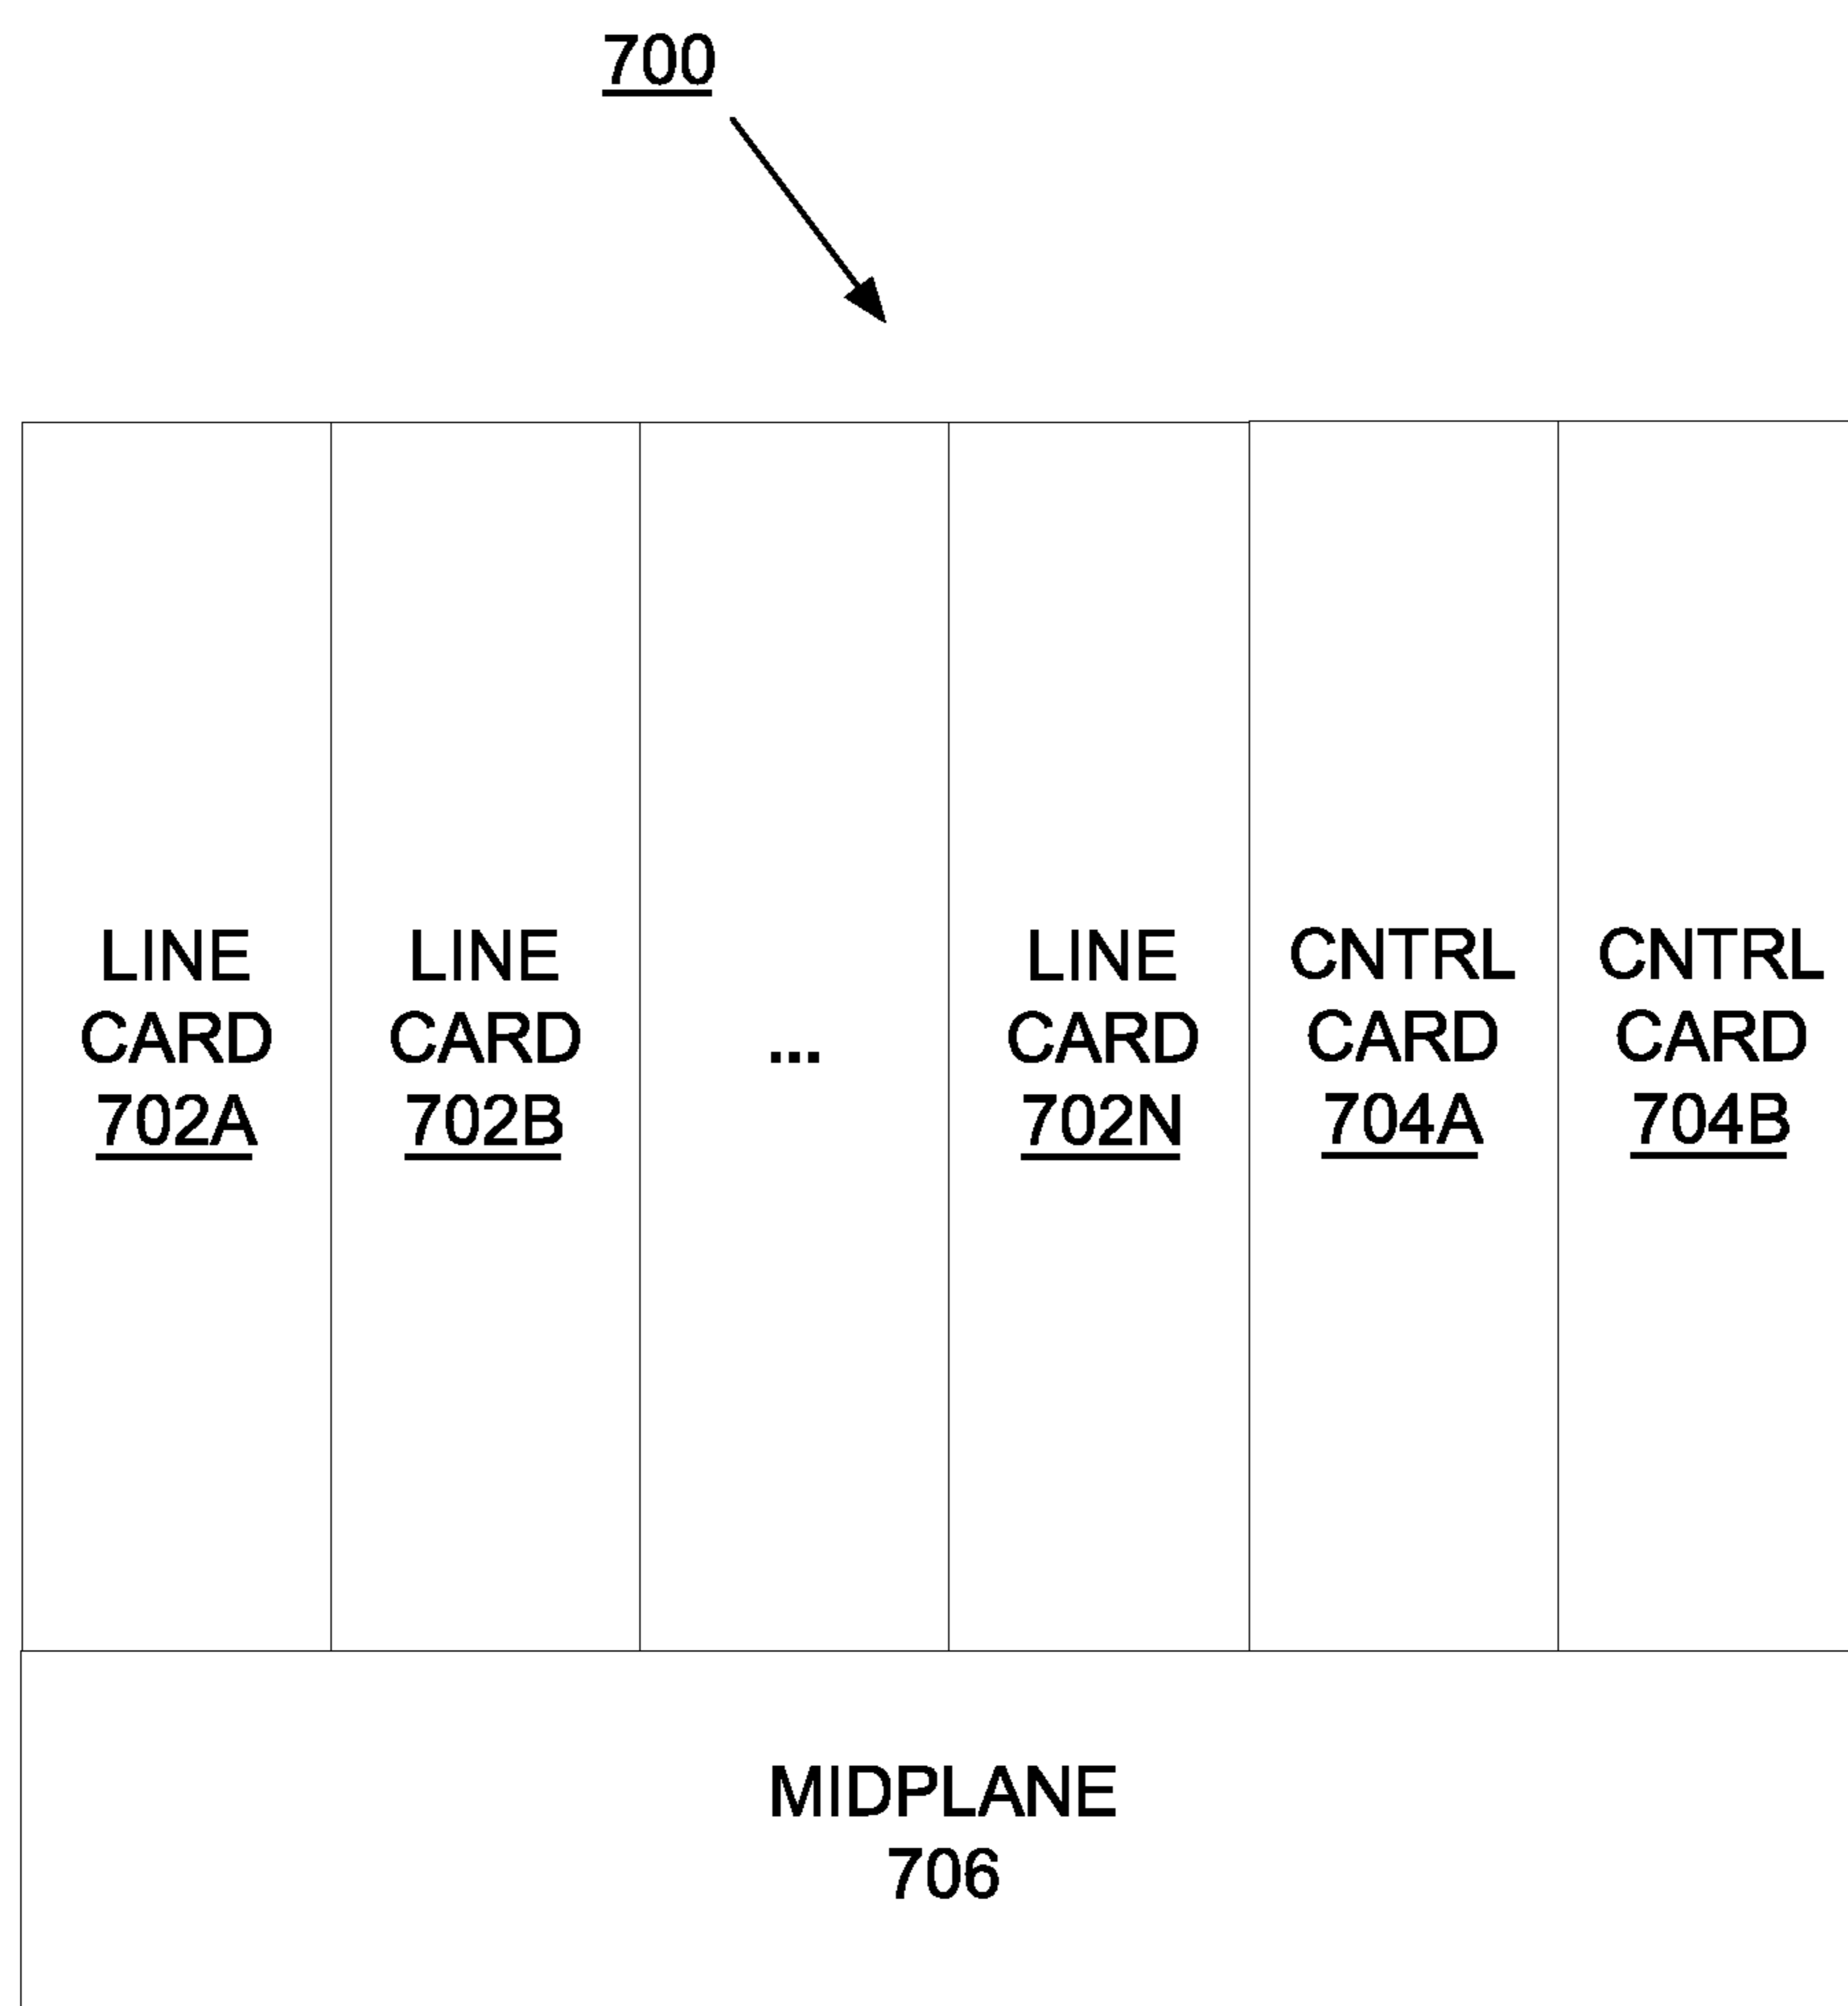 700
LINE
CARD
702A
LINE
CARD
702B
...
LINE
CARD
702N
CNTRL
CARD
704A
CNTRL
CARD
704B
MIDPLANE
706